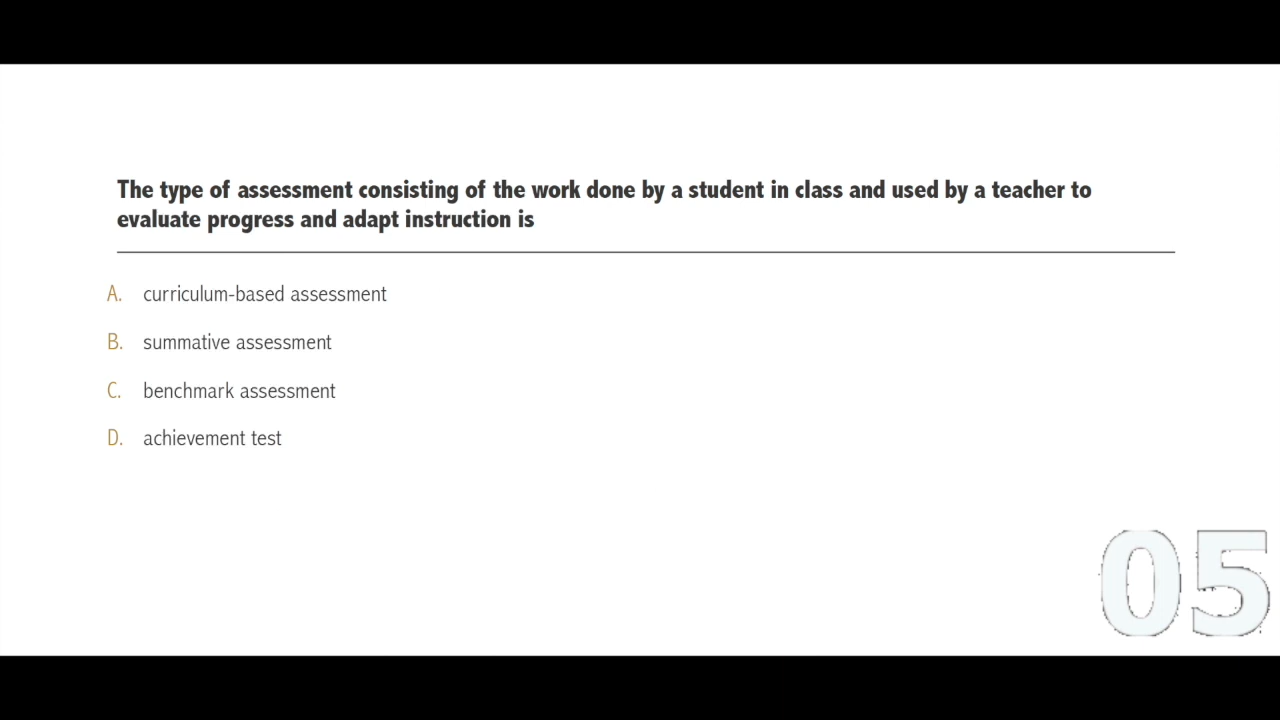 The type of assessment consisting of the work done by a student in class and used by a teacher to
evaluate progress and adapt instruction is
A. curriculum-based assessment
B. summative assessment
C. benchmark assessment
D. achievement test
05